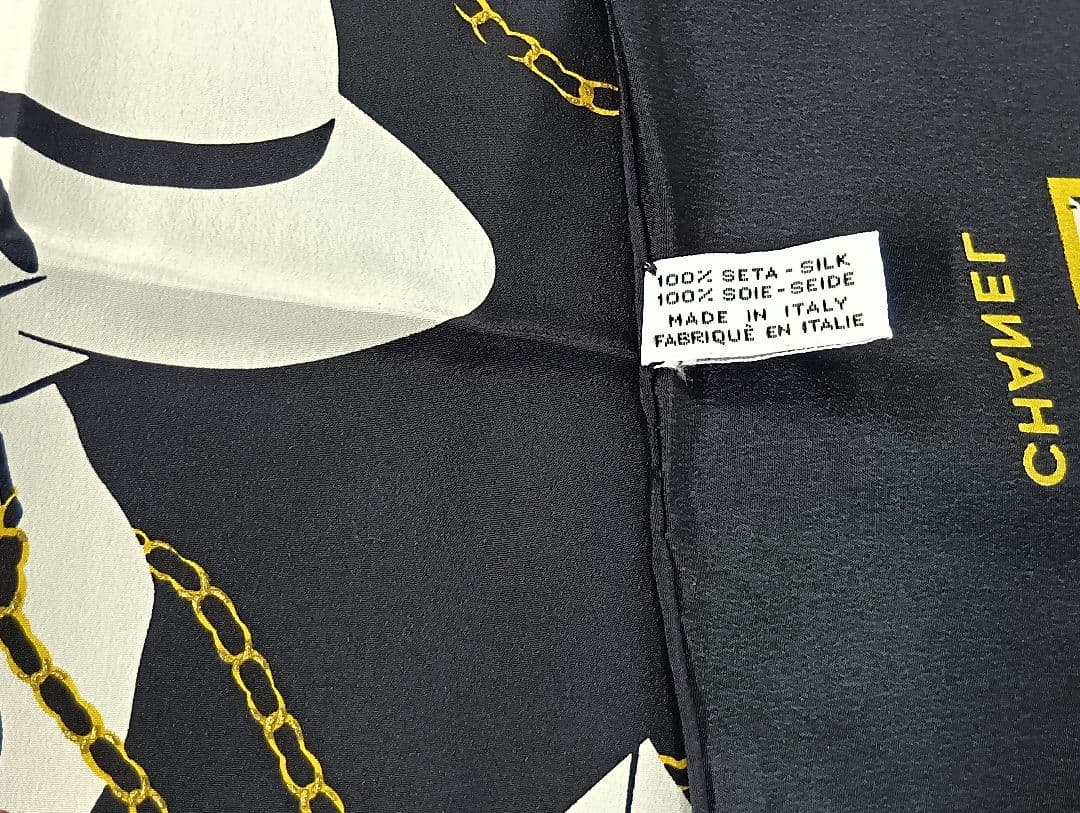 100% SETA - SILK
100% SOIE - SEIDE
MADE IN ITALY
FABRIQUÈ EN ITALIE
CHANEL